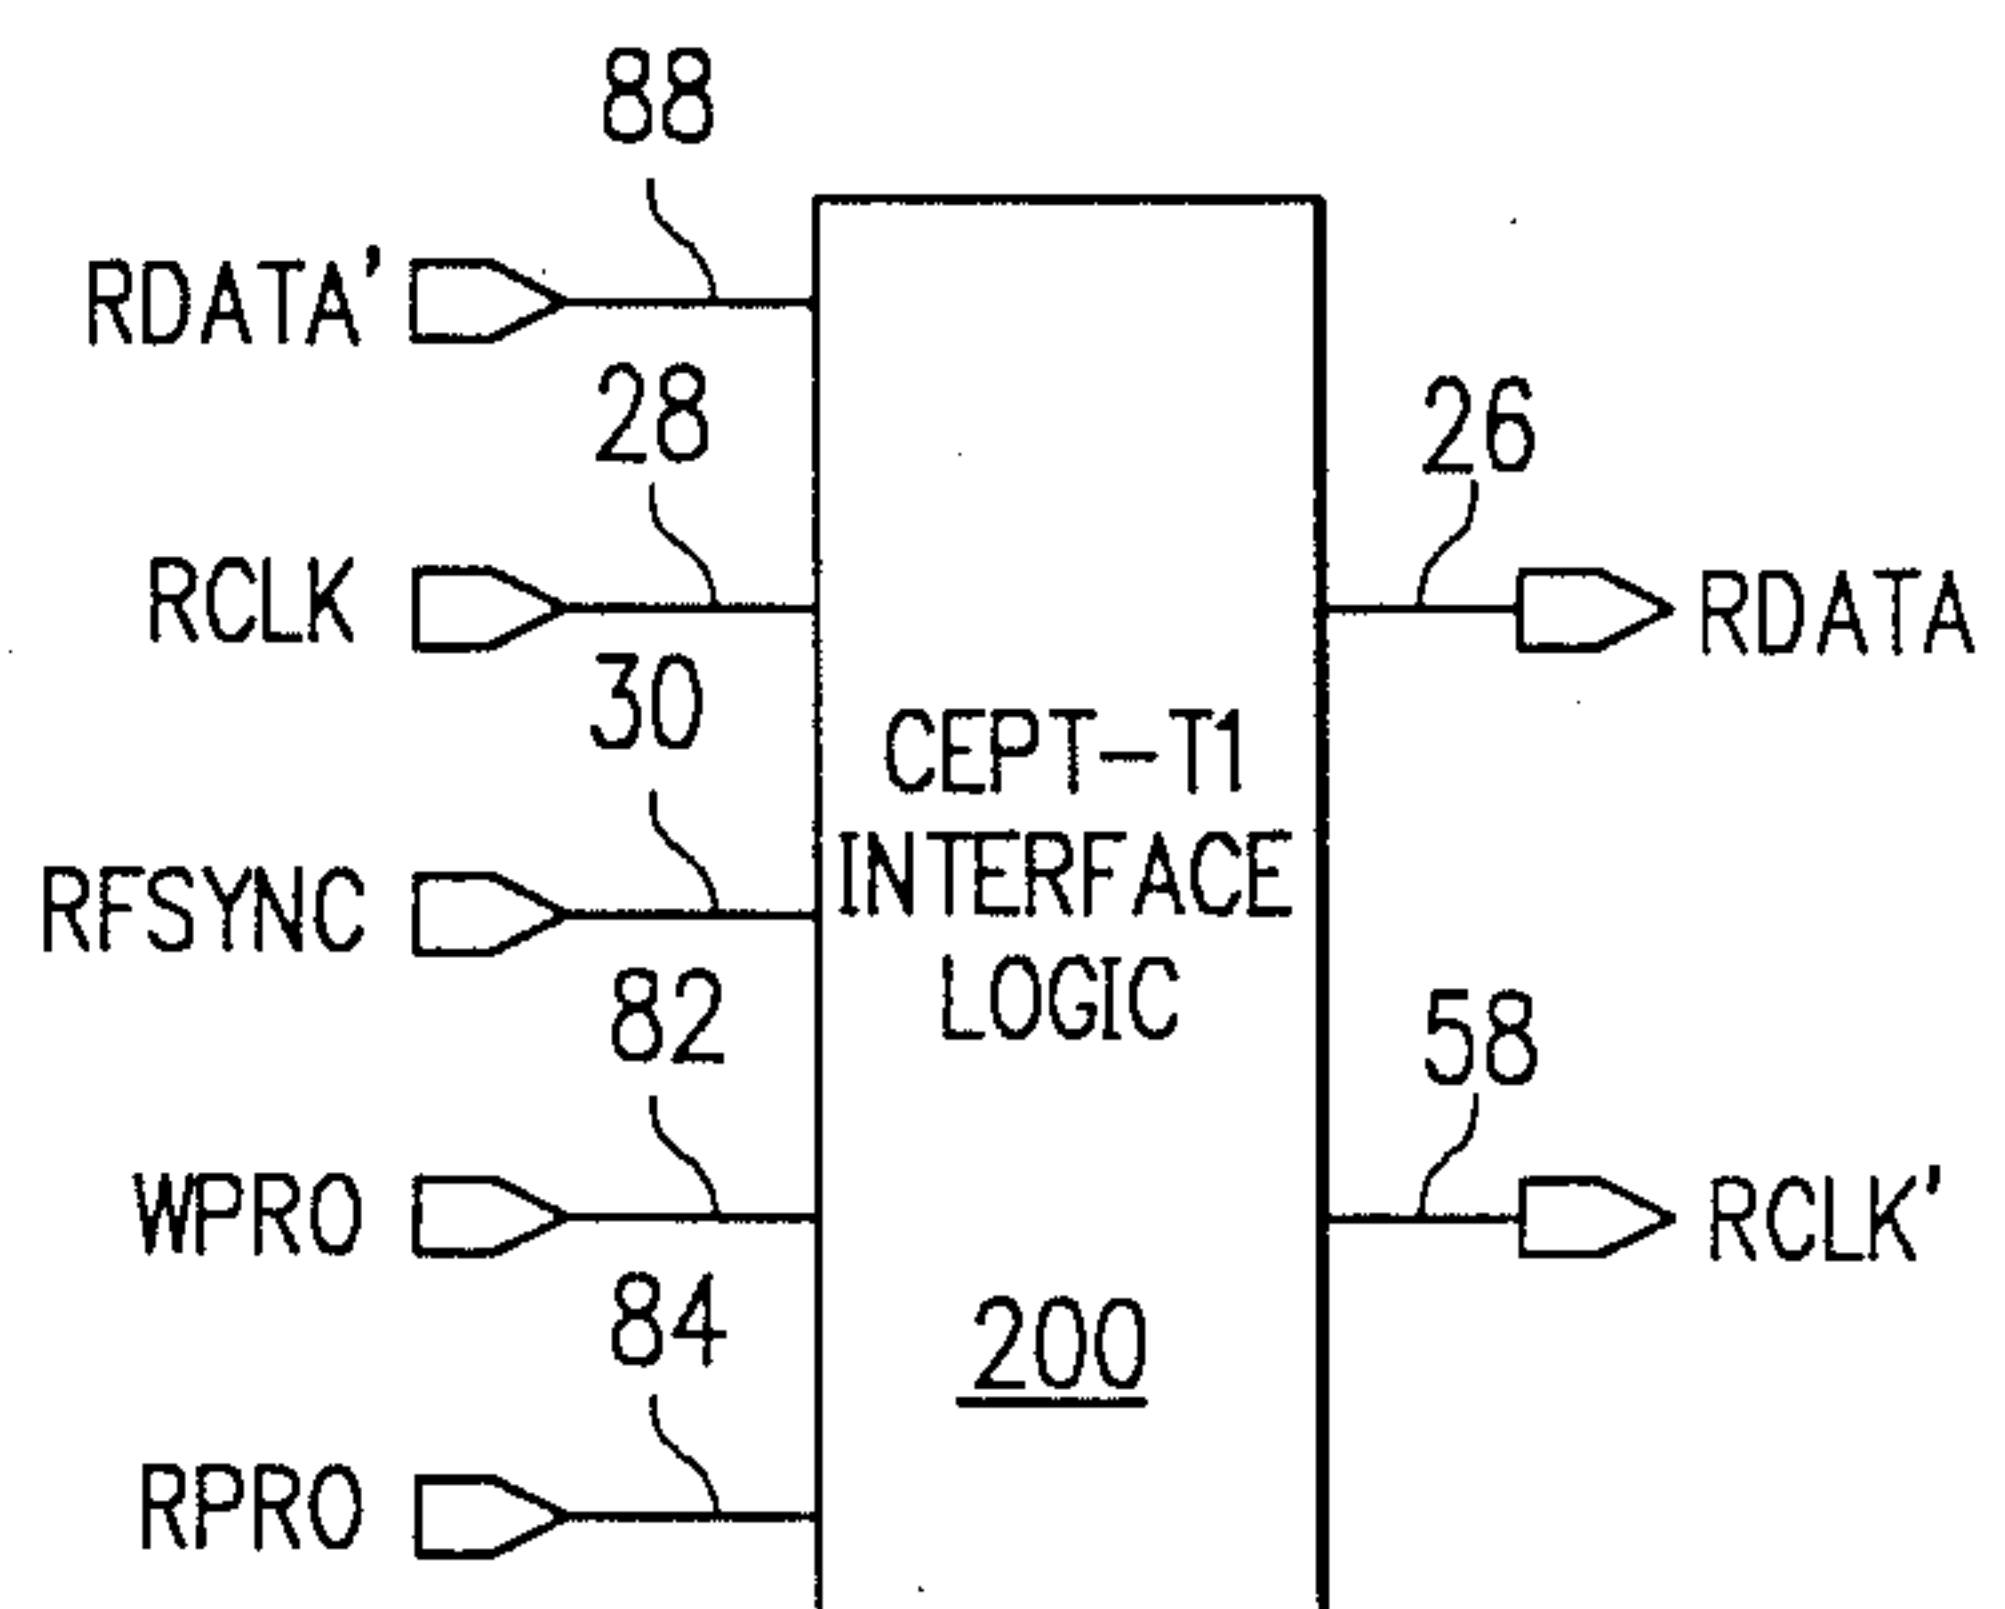 88
RDATA'
28
26
RCLK
RDATA
30
CEPT-T1
INTERFACE
LOGIC
RFSYNC
82
58
WPRO
RCLK'
84
200
RPRO